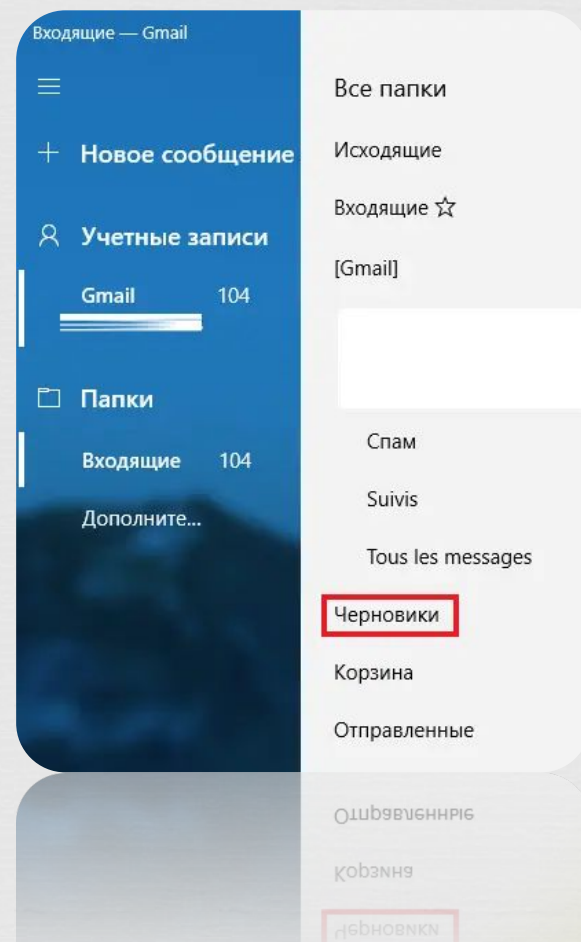 Входящие — Gmail
Новое сообщение
Учетные записи
Gmail 104
Папки
Входящие 104
Дополните...
Все папки
Исходящие
Входящие
[Gmail]
Спам
Suivis
Tous les messages
Черновики
Корзина
Отправленные